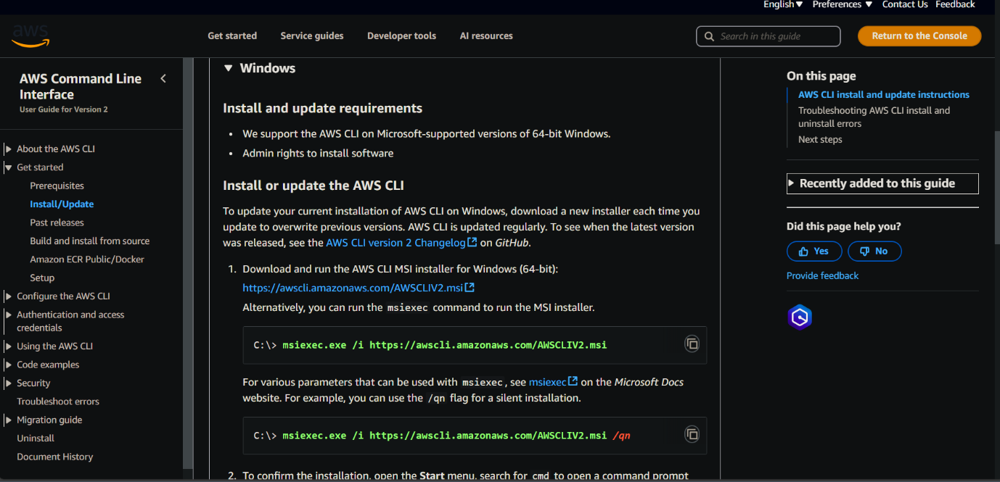 English▼ Preferences ▼ Contact Us Feedback
aws
Get started Service guides Developer tools AI resources
Search in this guide
Return to the Console
AWS Command Line
Interface
User Guide for Version 2
About the AWS CLI
Get started
Prerequisites
Install/Update
Past releases
Build and install from source
Amazon ECR Public/Docker
Setup
Configure the AWS CLI
Authentication and access
credentials
Using the AWS CLI
Code examples
Security
Troubleshoot errors
Migration guide
Uninstall
Document History
▼ Windows
Install and update requirements
• We support the AWS CLI on Microsoft-supported versions of 64-bit Windows.
• Admin rights to install software
Install or update the AWS CLI
To update your current installation of AWS CLI on Windows, download a new installer each time you
update to overwrite previous versions. AWS CLI is updated regularly. To see when the latest version
was released, see the AWS CLI version 2 Changelog on GitHub.
1. Download and run the AWS CLI MSI installer for Windows (64-bit):
https://awscli.amazonaws.com/AWSCLIV2.msi
Alternatively, you can run the msiexec command to run the MSI installer.
C:\> msiexec.exe /i https://awscli.amazonaws.com/AWSCLIV2.msi
For various parameters that can be used with msiexec, see msiexec on the Microsoft Docs
website. For example, you can use the /qn flag for a silent installation.
C:\> msiexec.exe /i https://awscli.amazonaws.com/AWSCLIV2.msi /qn
2. To confirm the installation, open the Start menu, search for cmd to open a command prompt
On this page
AWS CLI install and update instructions
Troubleshooting AWS CLI install and
uninstall errors
Next steps
Recently added to this guide
Did this page help you?
Yes No
Provide feedback